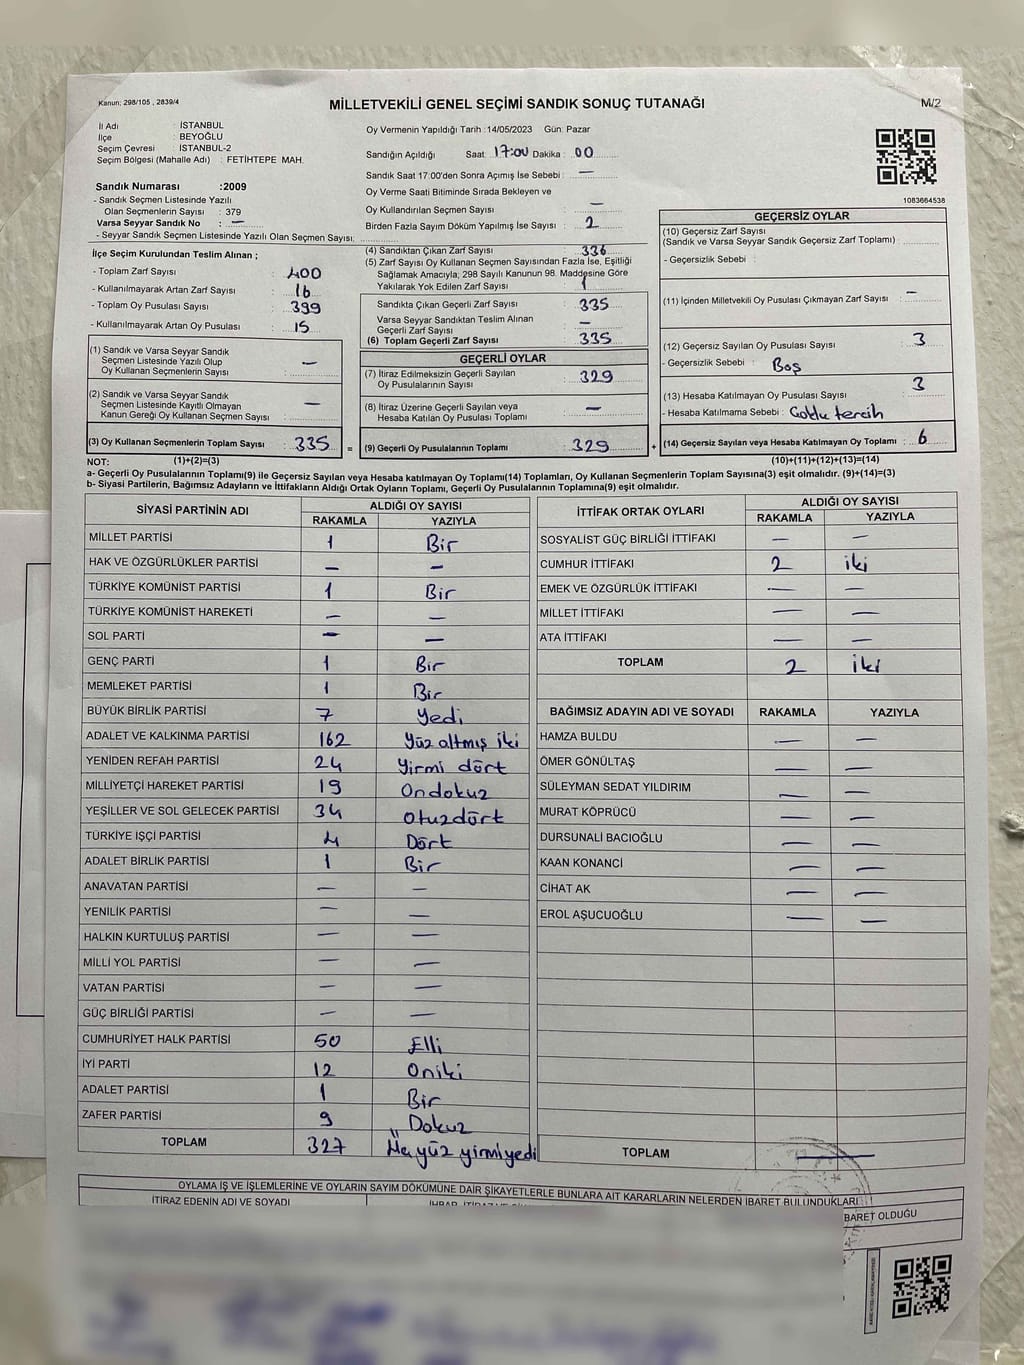 Kanun; 298/105 , 2839/4
MİLLETVEKİLİ GENEL SEÇİMİ SANDIK SONUÇ TUTANAĞI
M/2
İl Adı : İSTANBUL
İlçe : BEYOĞLU
Seçim Çevresi : İSTANBUL-2
Seçim Bölgesi (Mahalle Adı) : FETİHTEPE MAH.
Sandık Numarası :2009
- Sandık Seçmen Listesinde Yazılı
Olan Seçmenlerin Sayısı : 379
Varsa Seyyar Sandık No : —
- Seyyar Sandık Seçmen Listesinde Yazılı Olan Seçmen Sayısı:
Oy Vermenin Yapıldığı Tarih :14/05/2023 Gün: Pazar
Sandığın Açıldığı Saat 17:00 Dakika : 00
Sandık Saat 17:00'den Sonra Açımış İse Sebebi : —
Oy Verme Saati Bitiminde Sırada Bekleyen ve
Oy Kullandırılan Seçmen Sayısı —
Birden Fazla Sayım Döküm Yapılmış İse Sayısı : 2
1083664538
İlçe Seçim Kurulundan Teslim Alınan ;
- Toplam Zarf Sayısı : 400
- Kullanılmayarak Artan Zarf Sayısı : 16
- Toplam Oy Pusulası : 399
- Kullanılmayarak Artan Oy Pusulası : 15
(1) Sandık ve Varsa Seyyar Sandık
Seçmen Listesinde Yazılı Olup
Oy Kullanan Seçmenlerin Sayısı : —
(2) Sandık ve Varsa Seyyar Sandık
Seçmen Listesinde Kayıtlı Olmayan
Kanun Gereği Oy Kullanan Seçmen Sayısı : —
(3) Oy Kullanan Seçmenlerin Toplam Sayısı : 335 =
(1)+(2)=(3)
(4) Sandıktan Çıkan Zarf Sayısı : 336
(5) Zarf Sayısı Oy Kullanan Seçmen Sayısından Fazla İse, Eşitliği
Sağlamak Amacıyla; 298 Sayılı Kanunun 98. Maddesine Göre
Yakılarak Yok Edilen Zarf Sayısı : 1
Sandıkta Çıkan Geçerli Zarf Sayısı : 335
Varsa Seyyar Sandıktan Teslim Alınan
Geçerli Zarf Sayısı : —
(6) Toplam Geçerli Zarf Sayısı : 335
GEÇERLİ OYLAR
(7) İtiraz Edilmeksizin Geçerli Sayılan
Oy Pusulalarının Sayısı : 329
(8) İtiraz Üzerine Geçerli Sayılan veya
Hesaba Katılan Oy Pusulası Toplamı : —
(9) Geçerli Oy Pusulalarının Toplamı : 329 +
GEÇERSİZ OYLAR
(10) Geçersiz Zarf Sayısı
(Sandık ve Varsa Seyyar Sandık Geçersiz Zarf Toplamı) :
- Geçersizlik Sebebi :
(11) İçinden Milletvekili Oy Pusulası Çıkmayan Zarf Sayısı : —
(12) Geçersiz Sayılan Oy Pusulası Sayısı : 3
- Geçersizlik Sebebi : Boş
(13) Hesaba Katılmayan Oy Pusulası Sayısı : 3
- Hesaba Katılmama Sebebi : Çoklu tercih
(14) Geçersiz Sayılan veya Hesaba Katılmayan Oy Toplamı : 6
(10)+(11)+(12)+(13)=(14)
NOT:
a- Geçerli Oy Pusulalarının Toplamı(9) ile Geçersiz Sayılan veya Hesaba katılmayan Oy Toplamı(14) Toplamları, Oy Kullanan Seçmenlerin Toplam Sayısına(3) eşit olmalıdır. (9)+(14)=(3)
b- Siyasi Partilerin, Bağımsız Adayların ve İttifakların Aldığı Ortak Oyların Toplamı, Geçerli Oy Pusulalarının Toplamına(9) eşit olmalıdır.
SİYASİ PARTİNİN ADI ALDIĞI OY SAYISI
RAKAMLA YAZIYLA
MİLLET PARTİSİ 1 Bir
HAK VE ÖZGÜRLÜKLER PARTİSİ — —
TÜRKİYE KOMÜNİST PARTİSİ 1 Bir
TÜRKİYE KOMÜNİST HAREKETİ — —
SOL PARTİ — —
GENÇ PARTİ 1 Bir
MEMLEKET PARTİSİ 1 Bir
BÜYÜK BİRLİK PARTİSİ 7 Yedi
ADALET VE KALKINMA PARTİSİ 162 Yüz altmış iki
YENİDEN REFAH PARTİSİ 24 Yirmi dört
MİLLİYETÇİ HAREKET PARTİSİ 19 Ondokuz
YEŞİLLER VE SOL GELECEK PARTİSİ 34 Otuzdört
TÜRKİYE İŞÇİ PARTİSİ 4 Dört
ADALET BİRLİK PARTİSİ 1 Bir
ANAVATAN PARTİSİ — —
YENİLİK PARTİSİ — —
HALKIN KURTULUŞ PARTİSİ — —
MİLLİ YOL PARTİSİ — —
VATAN PARTİSİ — —
GÜÇ BİRLİĞİ PARTİSİ — —
CUMHURİYET HALK PARTİSİ 50 Elli
İYİ PARTİ 12 Oniki
ADALET PARTİSİ 1 Bir
ZAFER PARTİSİ 9 Dokuz
TOPLAM 327 Üçyüz yirmiyedi
İTTİFAK ORTAK OYLARI ALDIĞI OY SAYISI
RAKAMLA YAZIYLA
SOSYALİST GÜÇ BİRLİĞİ İTTİFAKI — —
CUMHUR İTTİFAKI 2 iki
EMEK VE ÖZGÜRLÜK İTTİFAKI — —
MİLLET İTTİFAKI — —
ATA İTTİFAKI — —
TOPLAM 2 İki
BAĞIMSIZ ADAYIN ADI VE SOYADI RAKAMLA YAZIYLA
HAMZA BULDU — —
ÖMER GÖNÜLTAŞ — —
SÜLEYMAN SEDAT YILDIRIM — —
MURAT KÖPRÜCÜ — —
DURSUNALİ BACIOĞLU — —
KAAN KONANCİ — —
CİHAT AK — —
EROL AŞUCUOĞLU — —
TOPLAM —
OYLAMA İŞ VE İŞLEMLERİNE VE OYLARIN SAYIM DÖKÜMÜNE DAİR ŞİKAYETLERLE BUNLARA AİT KARARLARIN NELERDEN İBARET BULUNDUKLARI
İTİRAZ EDENİN ADI VE SOYADI
BARET OLDUĞU